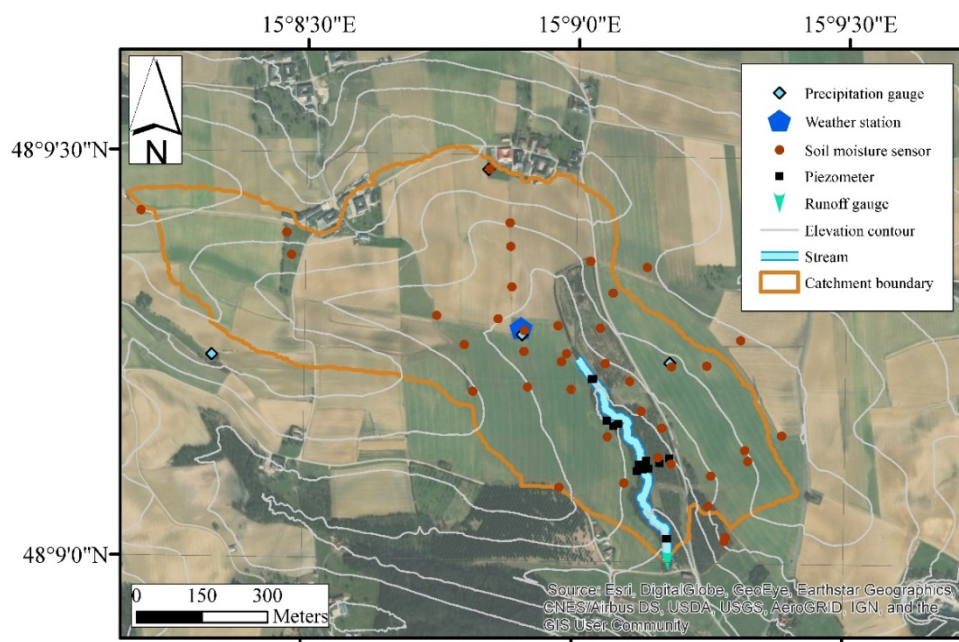 15°8'30"E 15°9'0"E 15°9'30"E
N
48°9'30"N
48°9'0"N
Precipitation gauge
Weather station
Soil moisture sensor
Piezometer
Runoff gauge
Elevation contour
Stream
Catchment boundary
0 150 300
Meters
Source: Esri, DigitalGlobe, GeoEye, Earthstar Geographics,
CNES/Airbus DS, USDA, USGS, AeroGRID, IGN, and the
GIS User Community